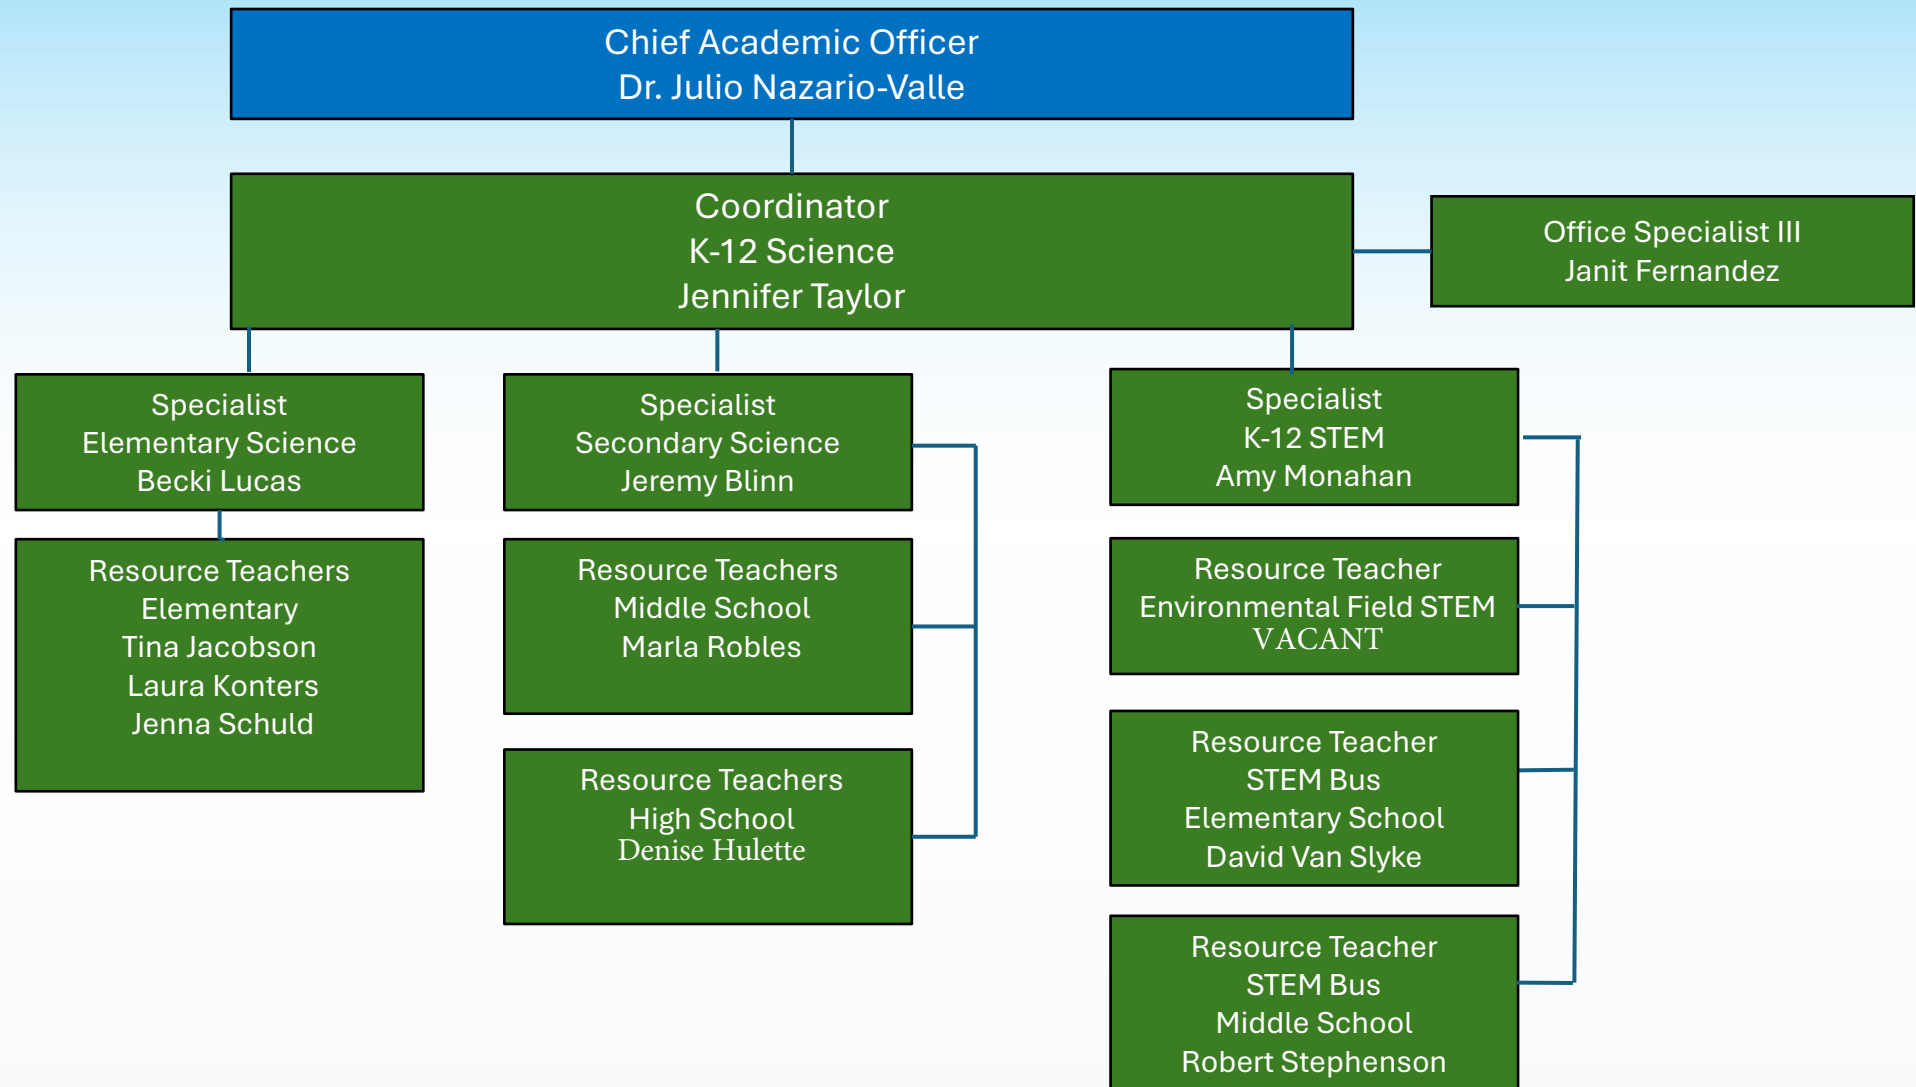 Chief Academic Officer
Dr. Julio Nazario-Valle
Coordinator
K-12 Science
Jennifer Taylor
Office Specialist III
Janit Fernandez
Specialist
Elementary Science
Becki Lucas
Resource Teachers
Elementary
Tina Jacobson
Laura Konters
Jenna Schuld
Specialist
Secondary Science
Jeremy Blinn
Resource Teachers
Middle School
Marla Robles
Resource Teachers
High School
Denise Hulette
Specialist
K-12 STEM
Amy Monahan
Resource Teacher
Environmental Field STEM
VACANT
Resource Teacher
STEM Bus
Elementary School
David Van Slyke
Resource Teacher
STEM Bus
Middle School
Robert Stephenson